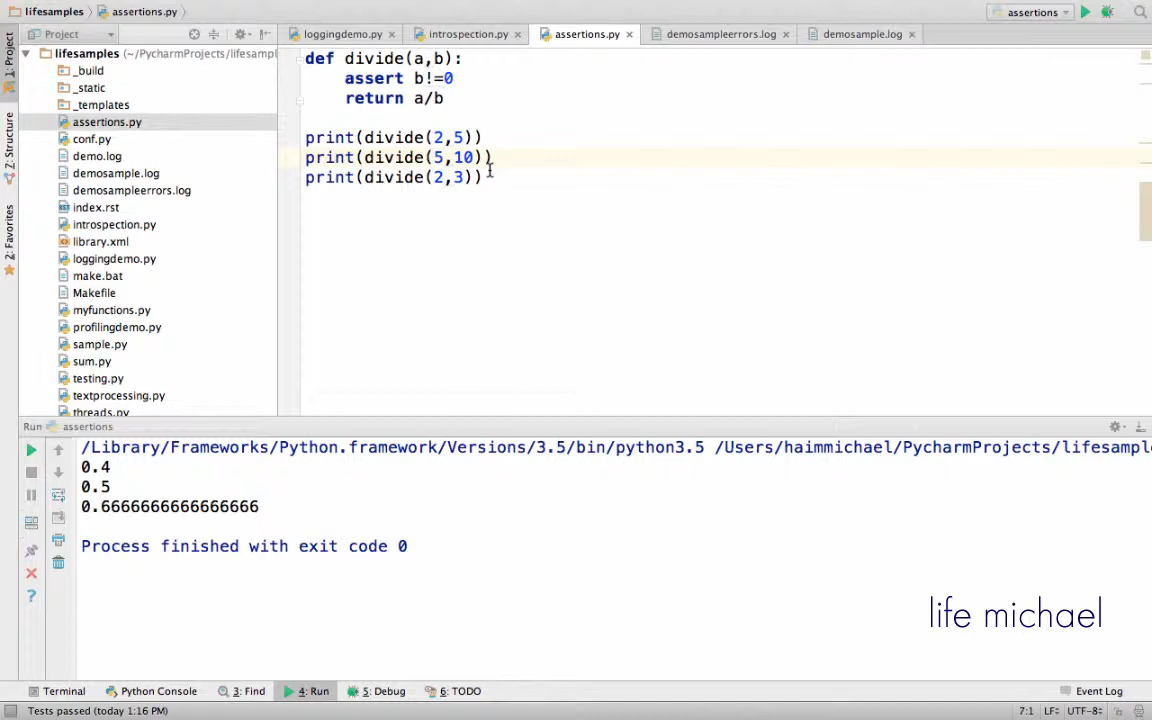 lifesamples assertions.py
assertions
Project
loggingdemo.py
introspection.py
assertions.py
demosampleerrors.log
demosample.log
1: Project
Z: Structure
2: Favorites
lifesamples (~/PycharmProjects/lifesampl
_build
_static
_templates
assertions.py
conf.py
demo.log
demosample.log
demosampleerrors.log
index.rst
introspection.py
library.xml
loggingdemo.py
make.bat
Makefile
myfunctions.py
profilingdemo.py
sample.py
sum.py
testing.py
textprocessing.py
threads.py
def divide(a,b):
assert b!=0
return a/b
print(divide(2,5))
print(divide(5,10))
print(divide(2,3))
Run assertions
/Library/Frameworks/Python.framework/Versions/3.5/bin/python3.5 /Users/haimmichael/PycharmProjects/lifesampl
0.4
0.5
0.6666666666666666
Process finished with exit code 0
life michael
Terminal Python Console 3: Find 4: Run 5: Debug 6: TODO Event Log
Tests passed (today 1:16 PM) 7:1 LF÷ UTF-8÷